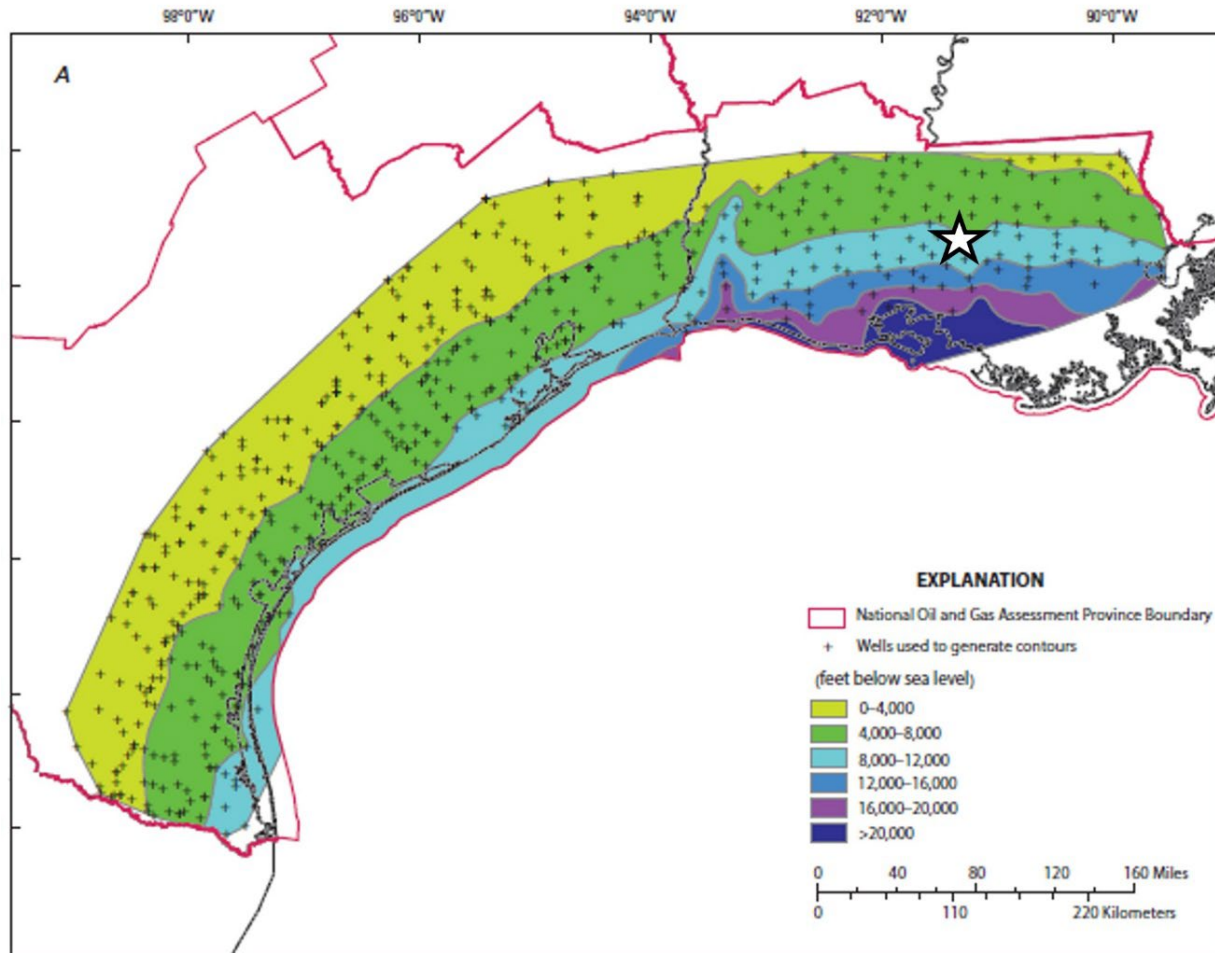 98°0'W 96°0'W 94°0'W 92°0'W 90°0'W
A
EXPLANATION
National Oil and Gas Assessment Province Boundary
Wells used to generate contours
(feet below sea level)
0–4,000
4,000–8,000
8,000–12,000
12,000–16,000
16,000–20,000
>20,000
0 40 80 120 160 Miles
0 110 220 Kilometers